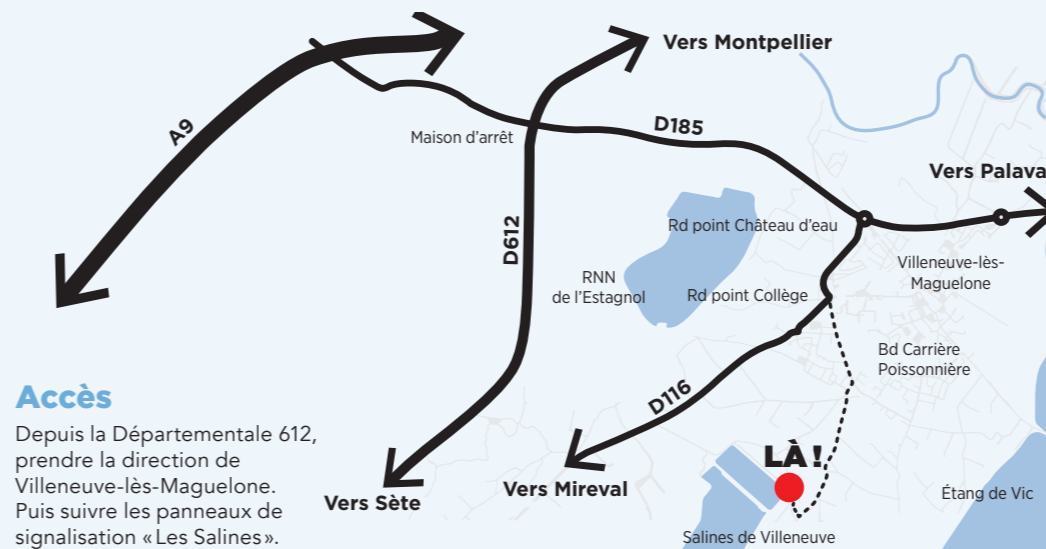 Vers Montpellier
A9
Maison d'arrêt
D185
Vers Palava
D612
Rd point Château d'eau
RNN
de l'Estagnol
Villeneuve-lès-
Maguelone
Rd point Collège
Bd Carrière
Poissonnière
D116
Accès
Depuis la Départementale 612,
prendre la direction de
Villeneuve-lès-Maguelone.
Puis suivre les panneaux de
signalisation «Les Salines».
Vers Sète
Vers Mireval
LÀ !
Étang de Vic
Salines de Villeneuve